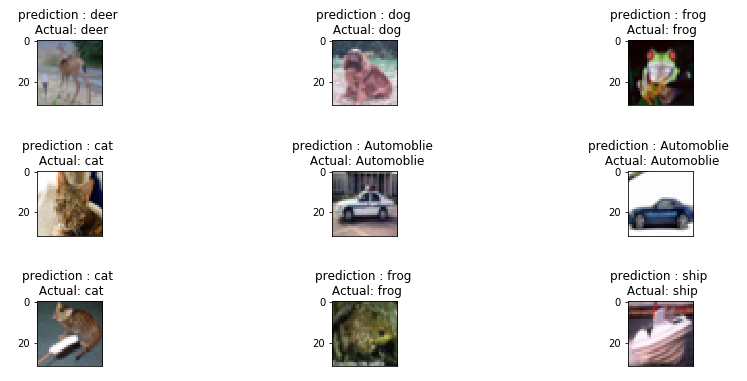 prediction : deer
Actual: deer
0
20
prediction : dog
Actual: dog
0
20
prediction : frog
Actual: frog
0
20
prediction : cat
Actual: cat
0
20
prediction : Automoblie
Actual: Automoblie
0
20
prediction : Automoblie
Actual: Automoblie
0
20
prediction : cat
Actual: cat
0
20
prediction : frog
Actual: frog
0
20
prediction : ship
Actual: ship
0
20